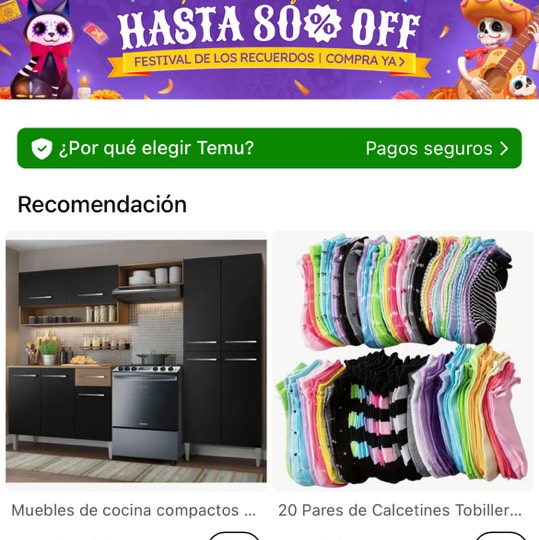 HASTA 80% OFF
FESTIVAL DE LOS RECUERDOS | COMPRA YA >
¿Por qué elegir Temu?
Pagos seguros >
Recomendación
Muebles de cocina compactos ...
20 Pares de Calcetines Tobiller...